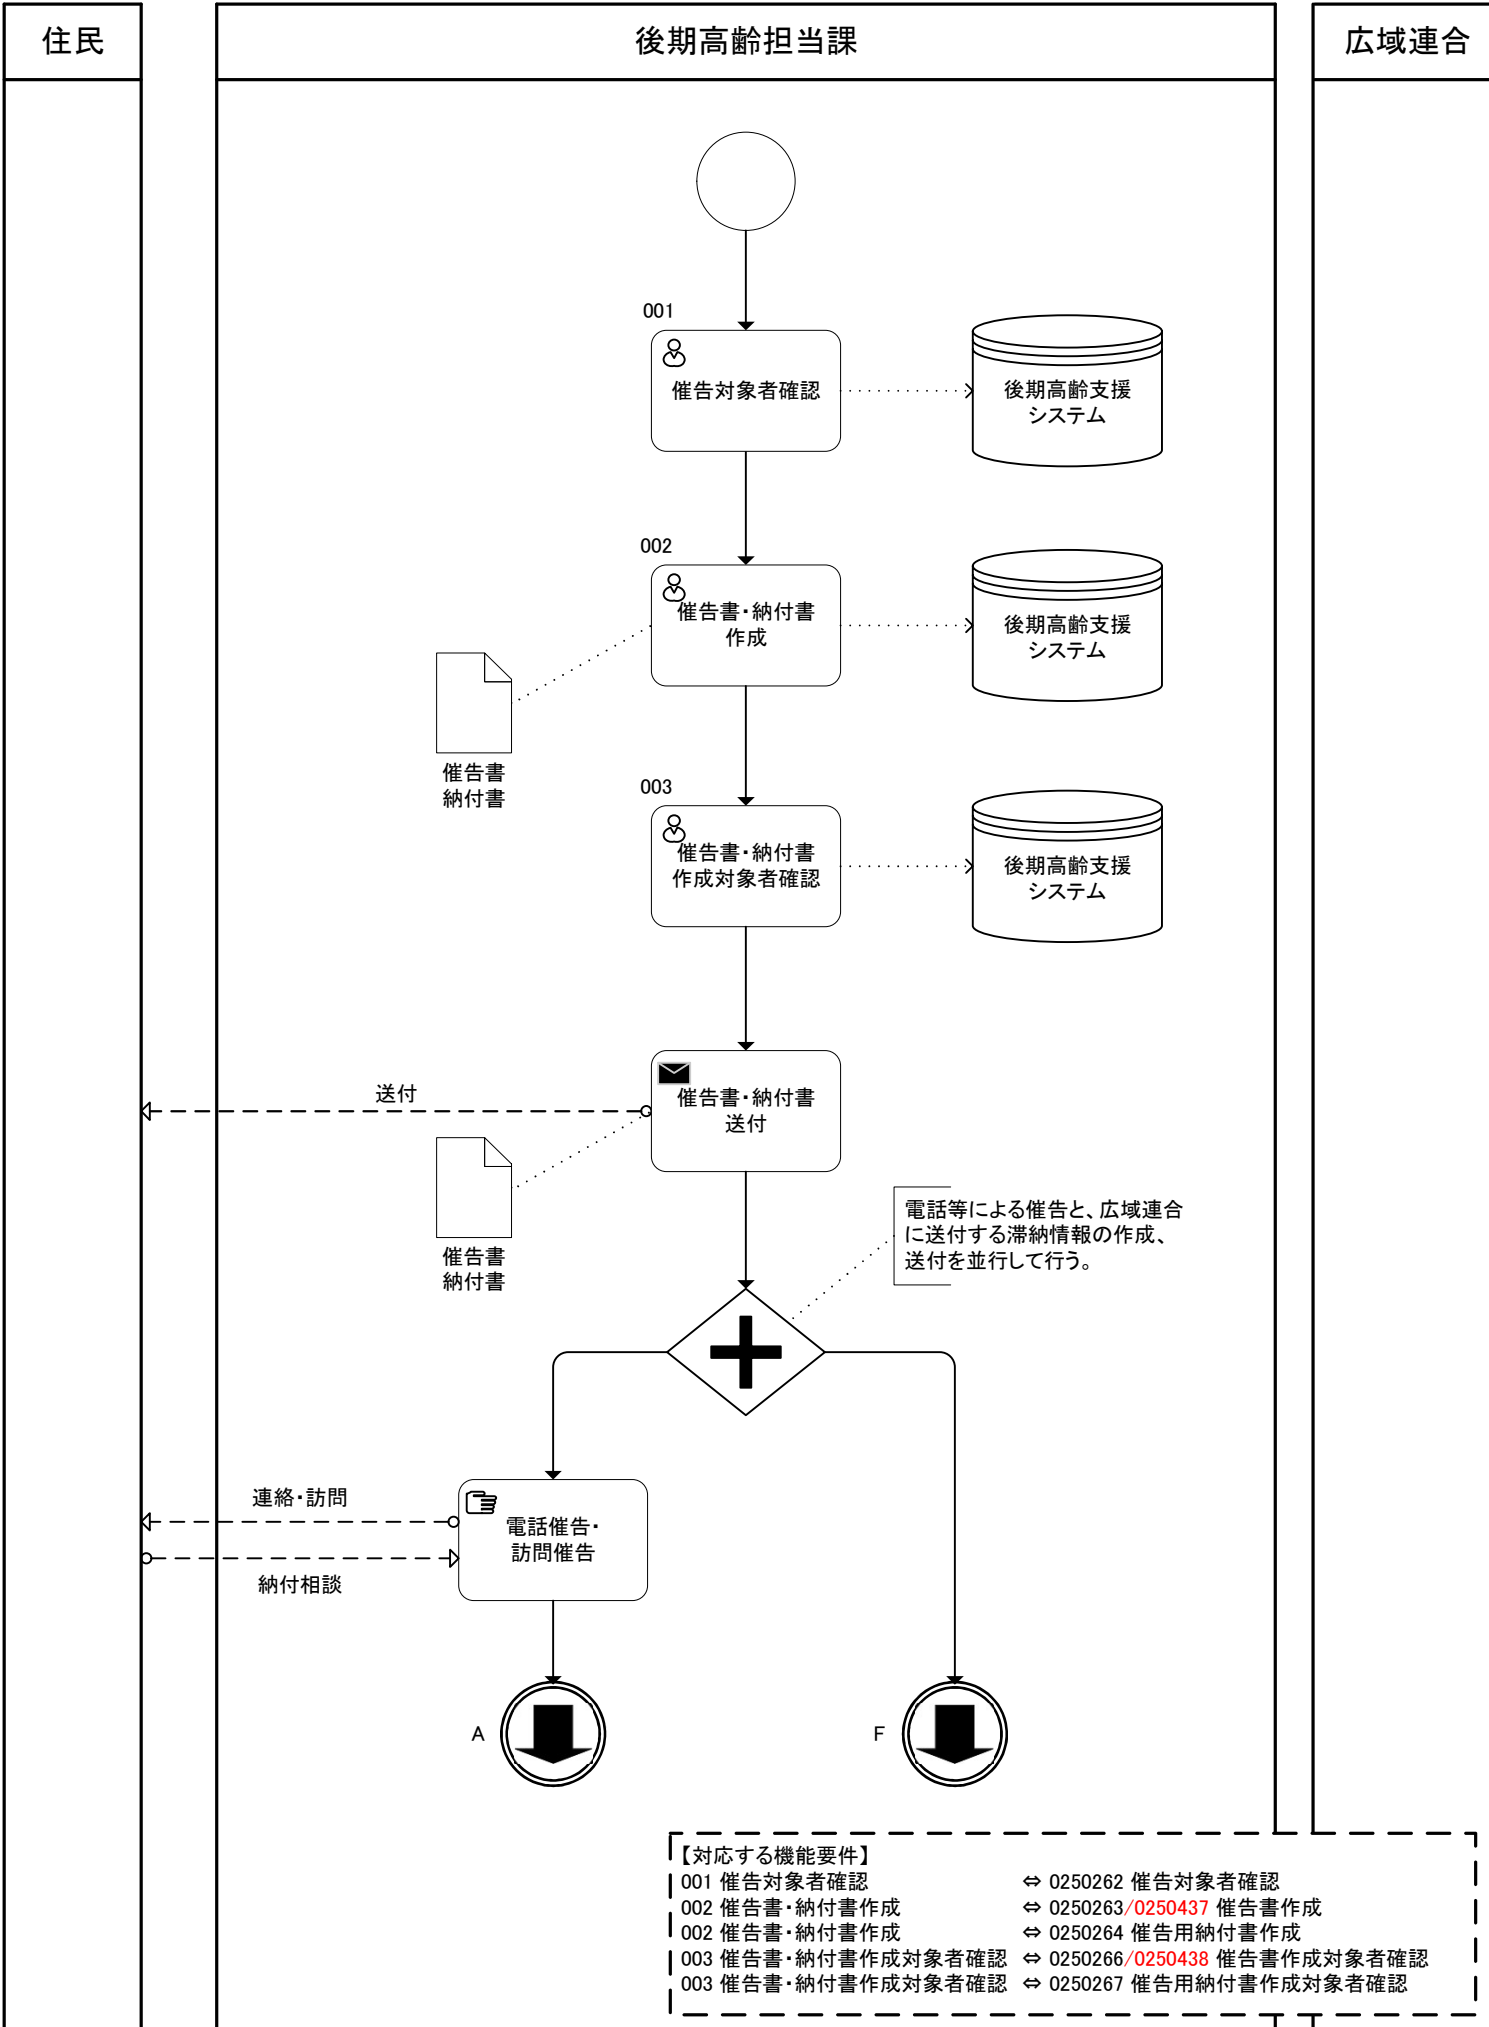 住民
後期高齢担当課
広域連合
001
催告対象者確認
後期高齢支援
システム
002
催告書・納付書
作成
後期高齢支援
システム
催告書
納付書
003
催告書・納付書
作成対象者確認
後期高齢支援
システム
送付
催告書・納付書
送付
催告書
納付書
電話等による催告と、広域連合
に送付する滞納情報の作成、
送付を並行して行う。
連絡・訪問
電話催告・
訪問催告
納付相談
A
F
【対応する機能要件】
001 催告対象者確認 ⇔ 0250262 催告対象者確認
002 催告書・納付書作成 ⇔ 0250263/0250437 催告書作成
002 催告書・納付書作成 ⇔ 0250264 催告用納付書作成
003 催告書・納付書作成対象者確認 ⇔ 0250266/0250438 催告書作成対象者確認
003 催告書・納付書作成対象者確認 ⇔ 0250267 催告用納付書作成対象者確認